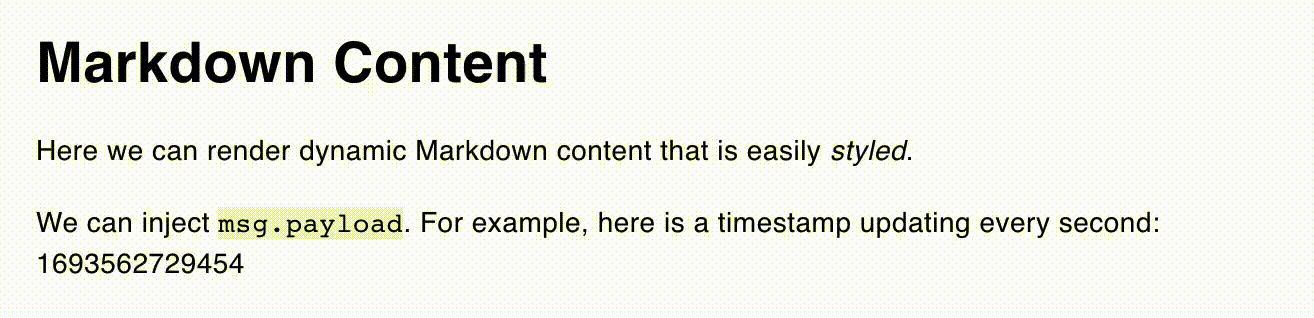 Markdown Content
Here we can render dynamic Markdown content that is easily styled.
We can inject msg.payload. For example, here is a timestamp updating every second:
1693562729454